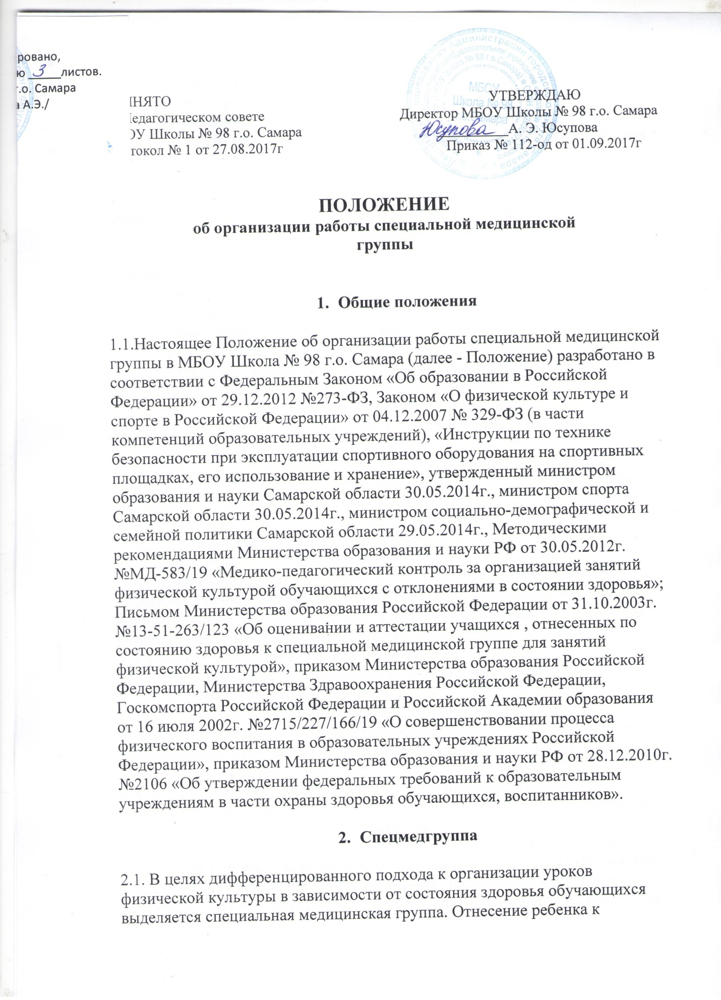 ровано,
ю 3 листов.
г.о. Самара
а А.Э./
НЯТО
едагогическом совете
ОУ Школы № 98 г.о. Самара
токол № 1 от 27.08.2017г
УТВЕРЖДАЮ
Директор МБОУ Школы № 98 г.о. Самара
Юсупова А. Э. Юсупова
Приказ № 112-од от 01.09.2017г
МБОУ
Школа № 98
г.о.Самара
ПОЛОЖЕНИЕ
об организации работы специальной медицинской
группы
1. Общие положения
1.1.Настоящее Положение об организации работы специальной медицинской
группы в МБОУ Школа № 98 г.о. Самара (далее - Положение) разработано в
соответствии с Федеральным Законом «Об образовании в Российской
Федерации» от 29.12.2012 №273-ФЗ, Законом «О физической культуре и
спорте в Российской Федерации» от 04.12.2007 № 329-ФЗ (в части
компетенций образовательных учреждений), «Инструкции по технике
безопасности при эксплуатации спортивного оборудования на спортивных
площадках, его использование и хранение», утвержденный министром
образования и науки Самарской области 30.05.2014г., министром спорта
Самарской области 30.05.2014г., министром социально-демографической и
семейной политики Самарской области 29.05.2014г., Методическими
рекомендациями Министерства образования и науки РФ от 30.05.2012г.
№МД-583/19 «Медико-педагогический контроль за организацией занятий
физической культурой обучающихся с отклонениями в состоянии здоровья»;
Письмом Министерства образования Российской Федерации от 31.10.2003г.
№13-51-263/123 «Об оценивании и аттестации учащихся , отнесенных по
состоянию здоровья к специальной медицинской группе для занятий
физической культурой», приказом Министерства образования Российской
Федерации, Министерства Здравоохранения Российской Федерации,
Госкомспорта Российской Федерации и Российской Академии образования
от 16 июля 2002г. №2715/227/166/19 «О совершенствовании процесса
физического воспитания в образовательных учреждениях Российской
Федерации», приказом Министерства образования и науки РФ от 28.12.2010г.
№2106 «Об утверждении федеральных требований к образовательным
учреждениям в части охраны здоровья обучающихся, воспитанников».
2. Спецмедгруппа
2.1. В целях дифференцированного подхода к организации уроков
физической культуры в зависимости от состояния здоровья обучающихся
выделяется специальная медицинская группа. Отнесение ребенка к